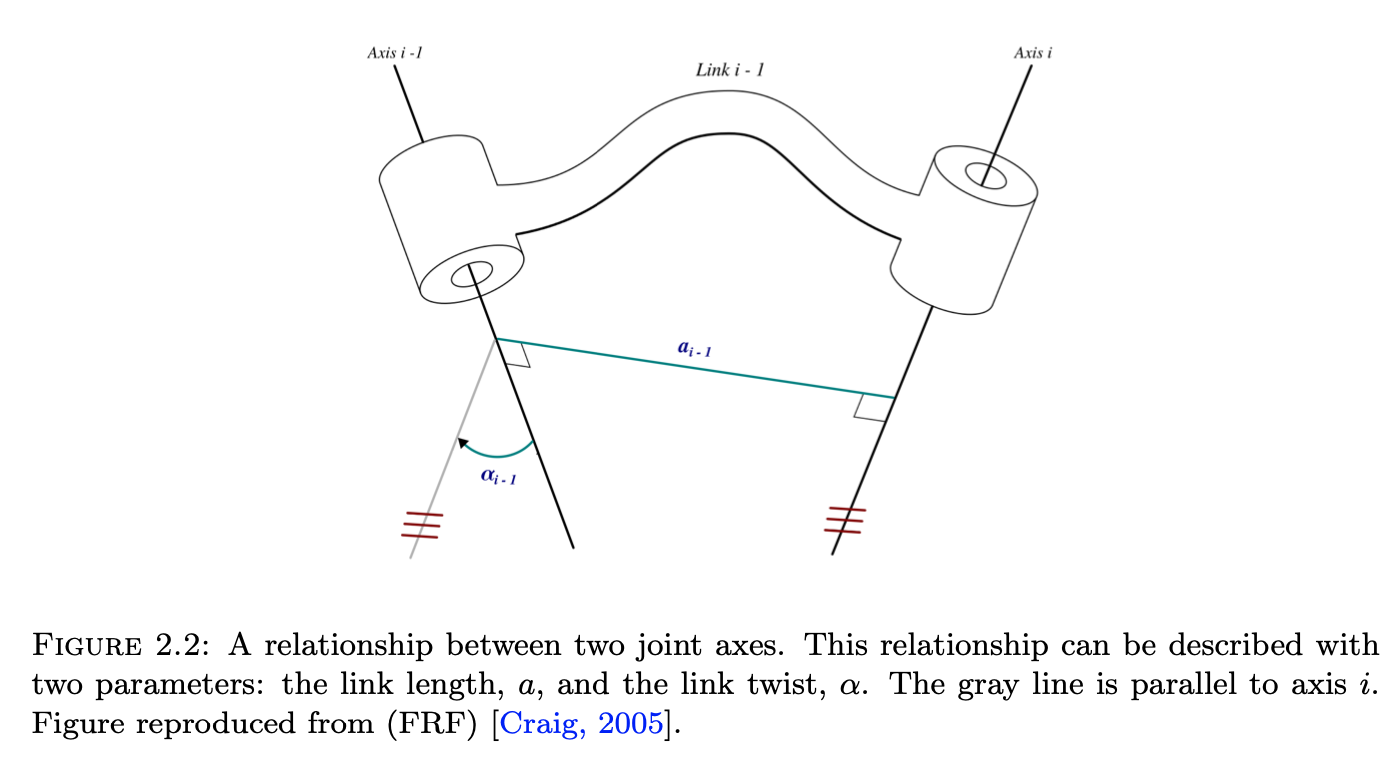 Axis i -1
Axis i
Link i - 1
a i - 1
α i - 1
FIGURE 2.2: A relationship between two joint axes. This relationship can be described with
two parameters: the link length, a, and the link twist, α. The gray line is parallel to axis i.
Figure reproduced from (FRF) [Craig, 2005].